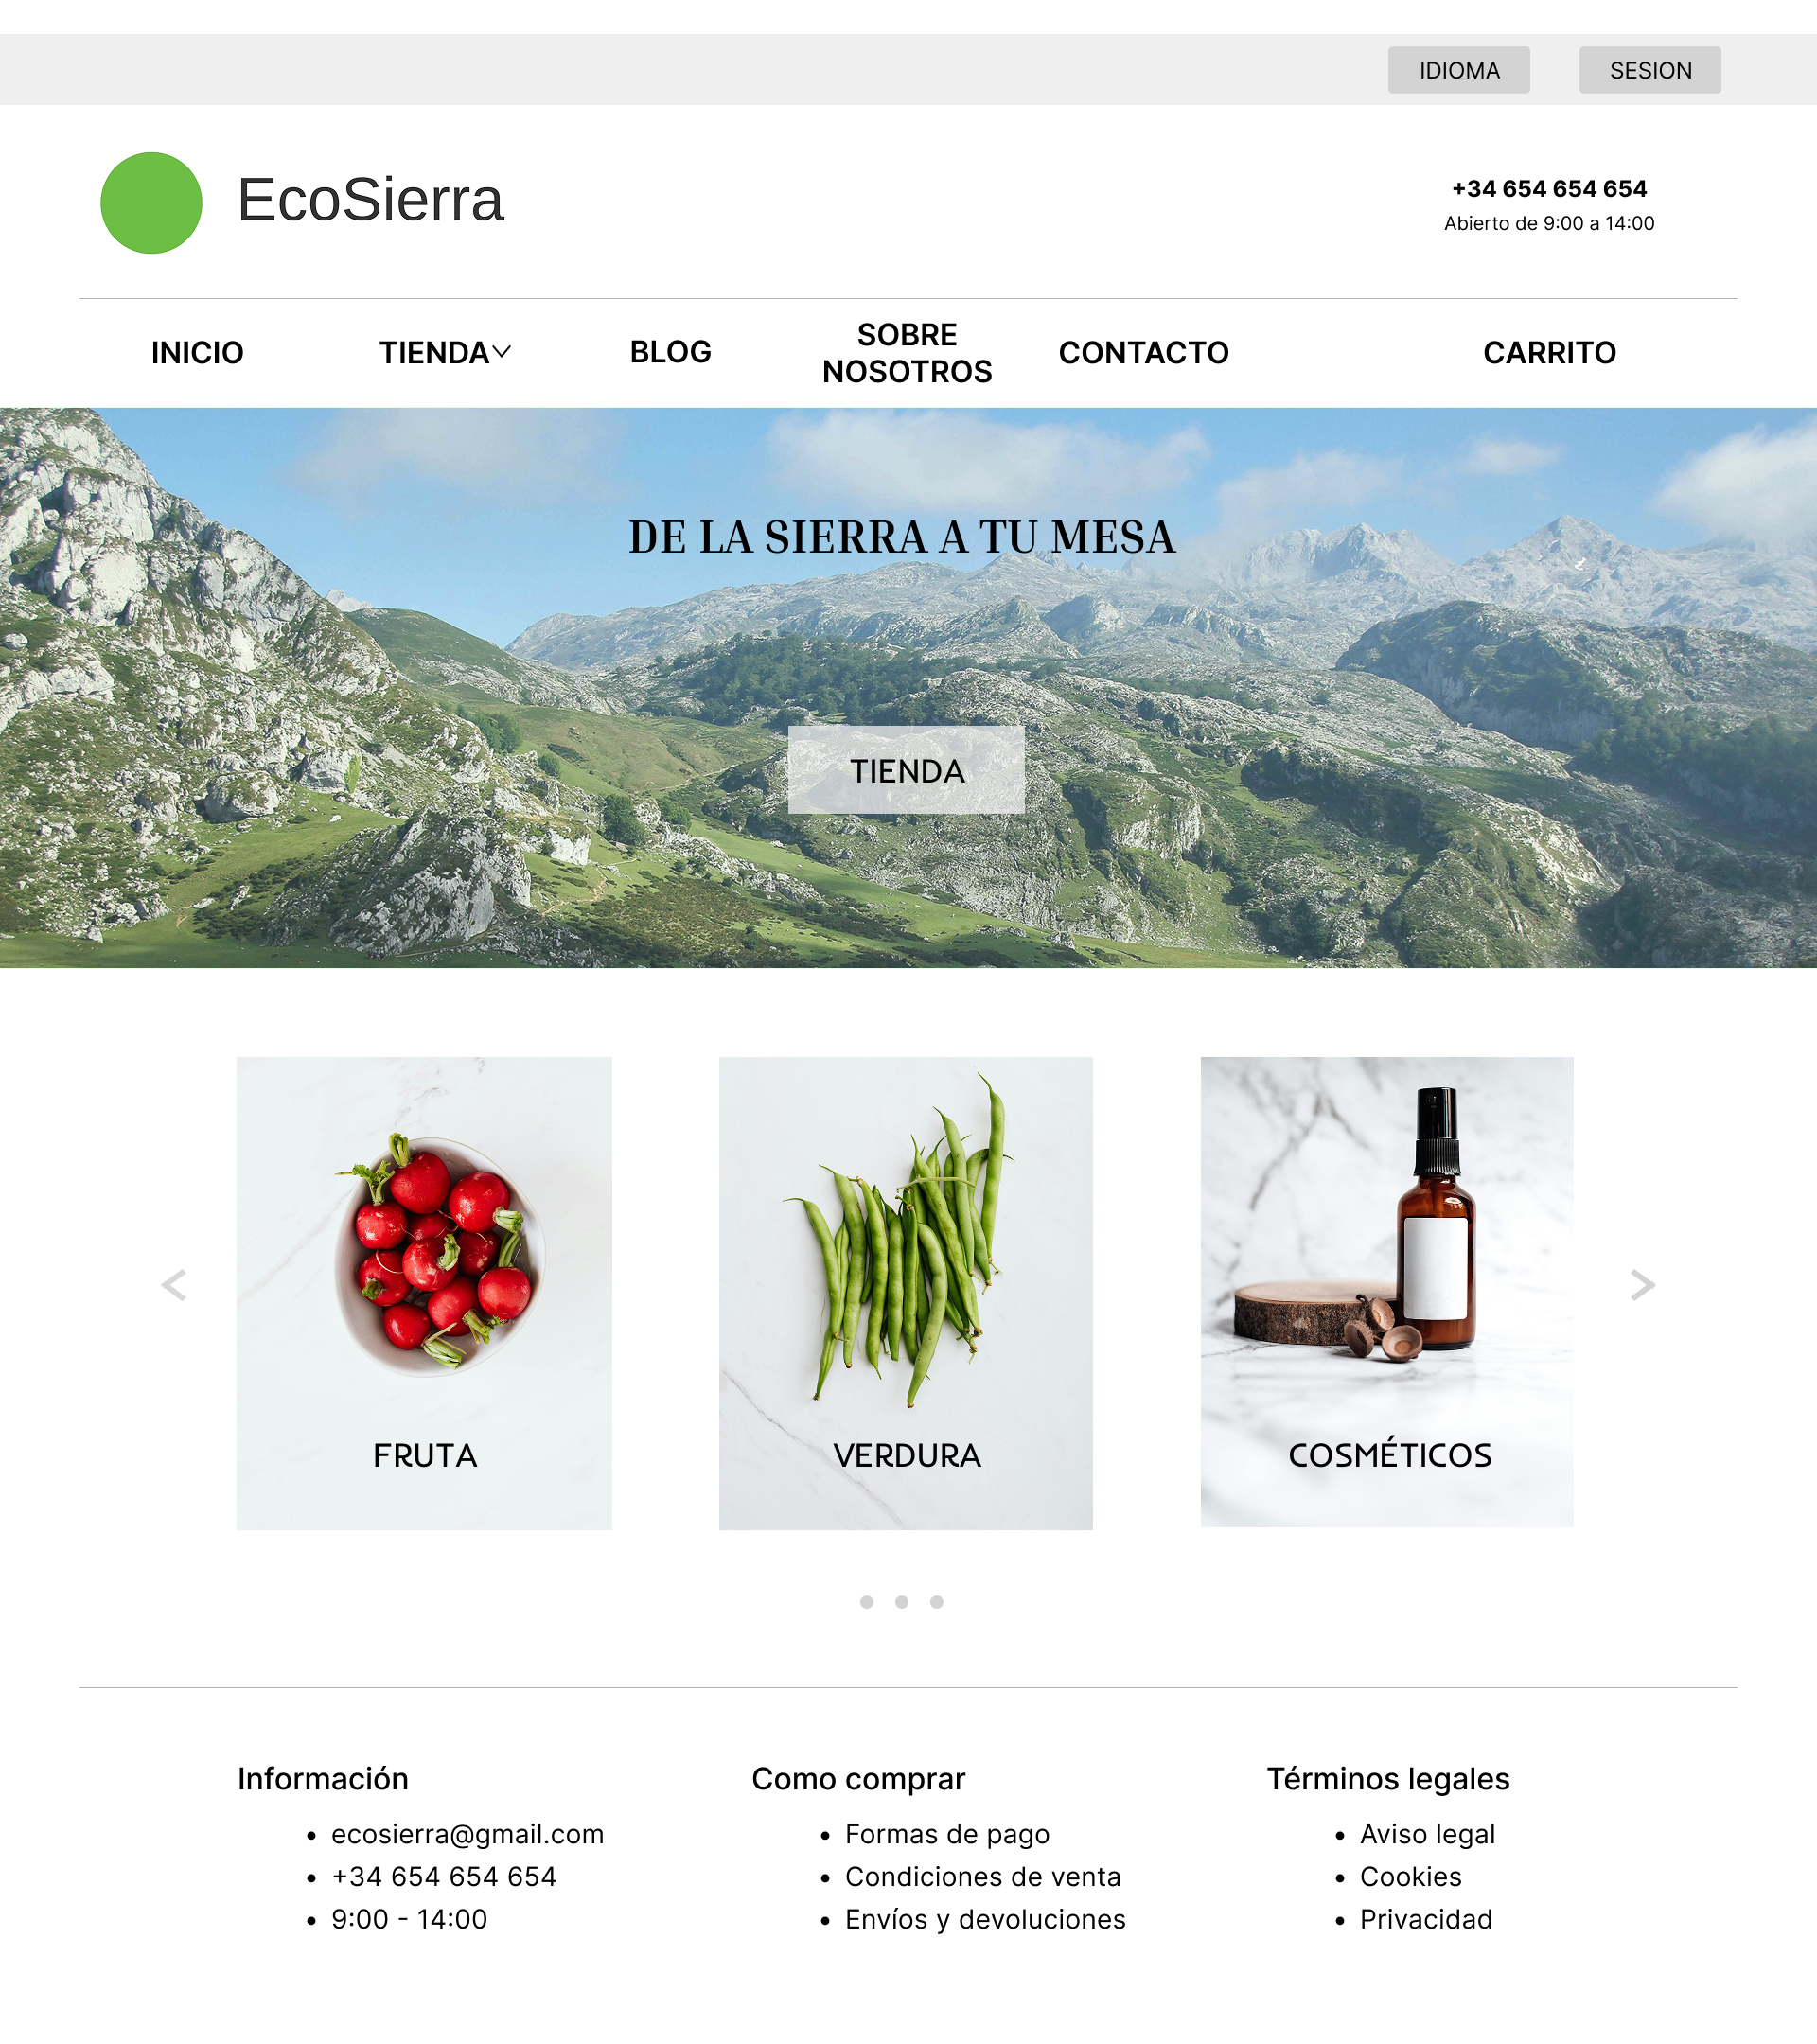 IDIOMA
SESION
EcoSierra
+34 654 654 654
Abierto de 9:00 a 14:00
INICIO
TIENDA
BLOG
SOBRE
NOSOTROS
CONTACTO
CARRITO
DE LA SIERRA A TU MESA
TIENDA
FRUTA
VERDURA
COSMÉTICOS
Información
ecosierra@gmail.com
+34 654 654 654
9:00 - 14:00
Como comprar
Formas de pago
Condiciones de venta
Envíos y devoluciones
Términos legales
Aviso legal
Cookies
Privacidad